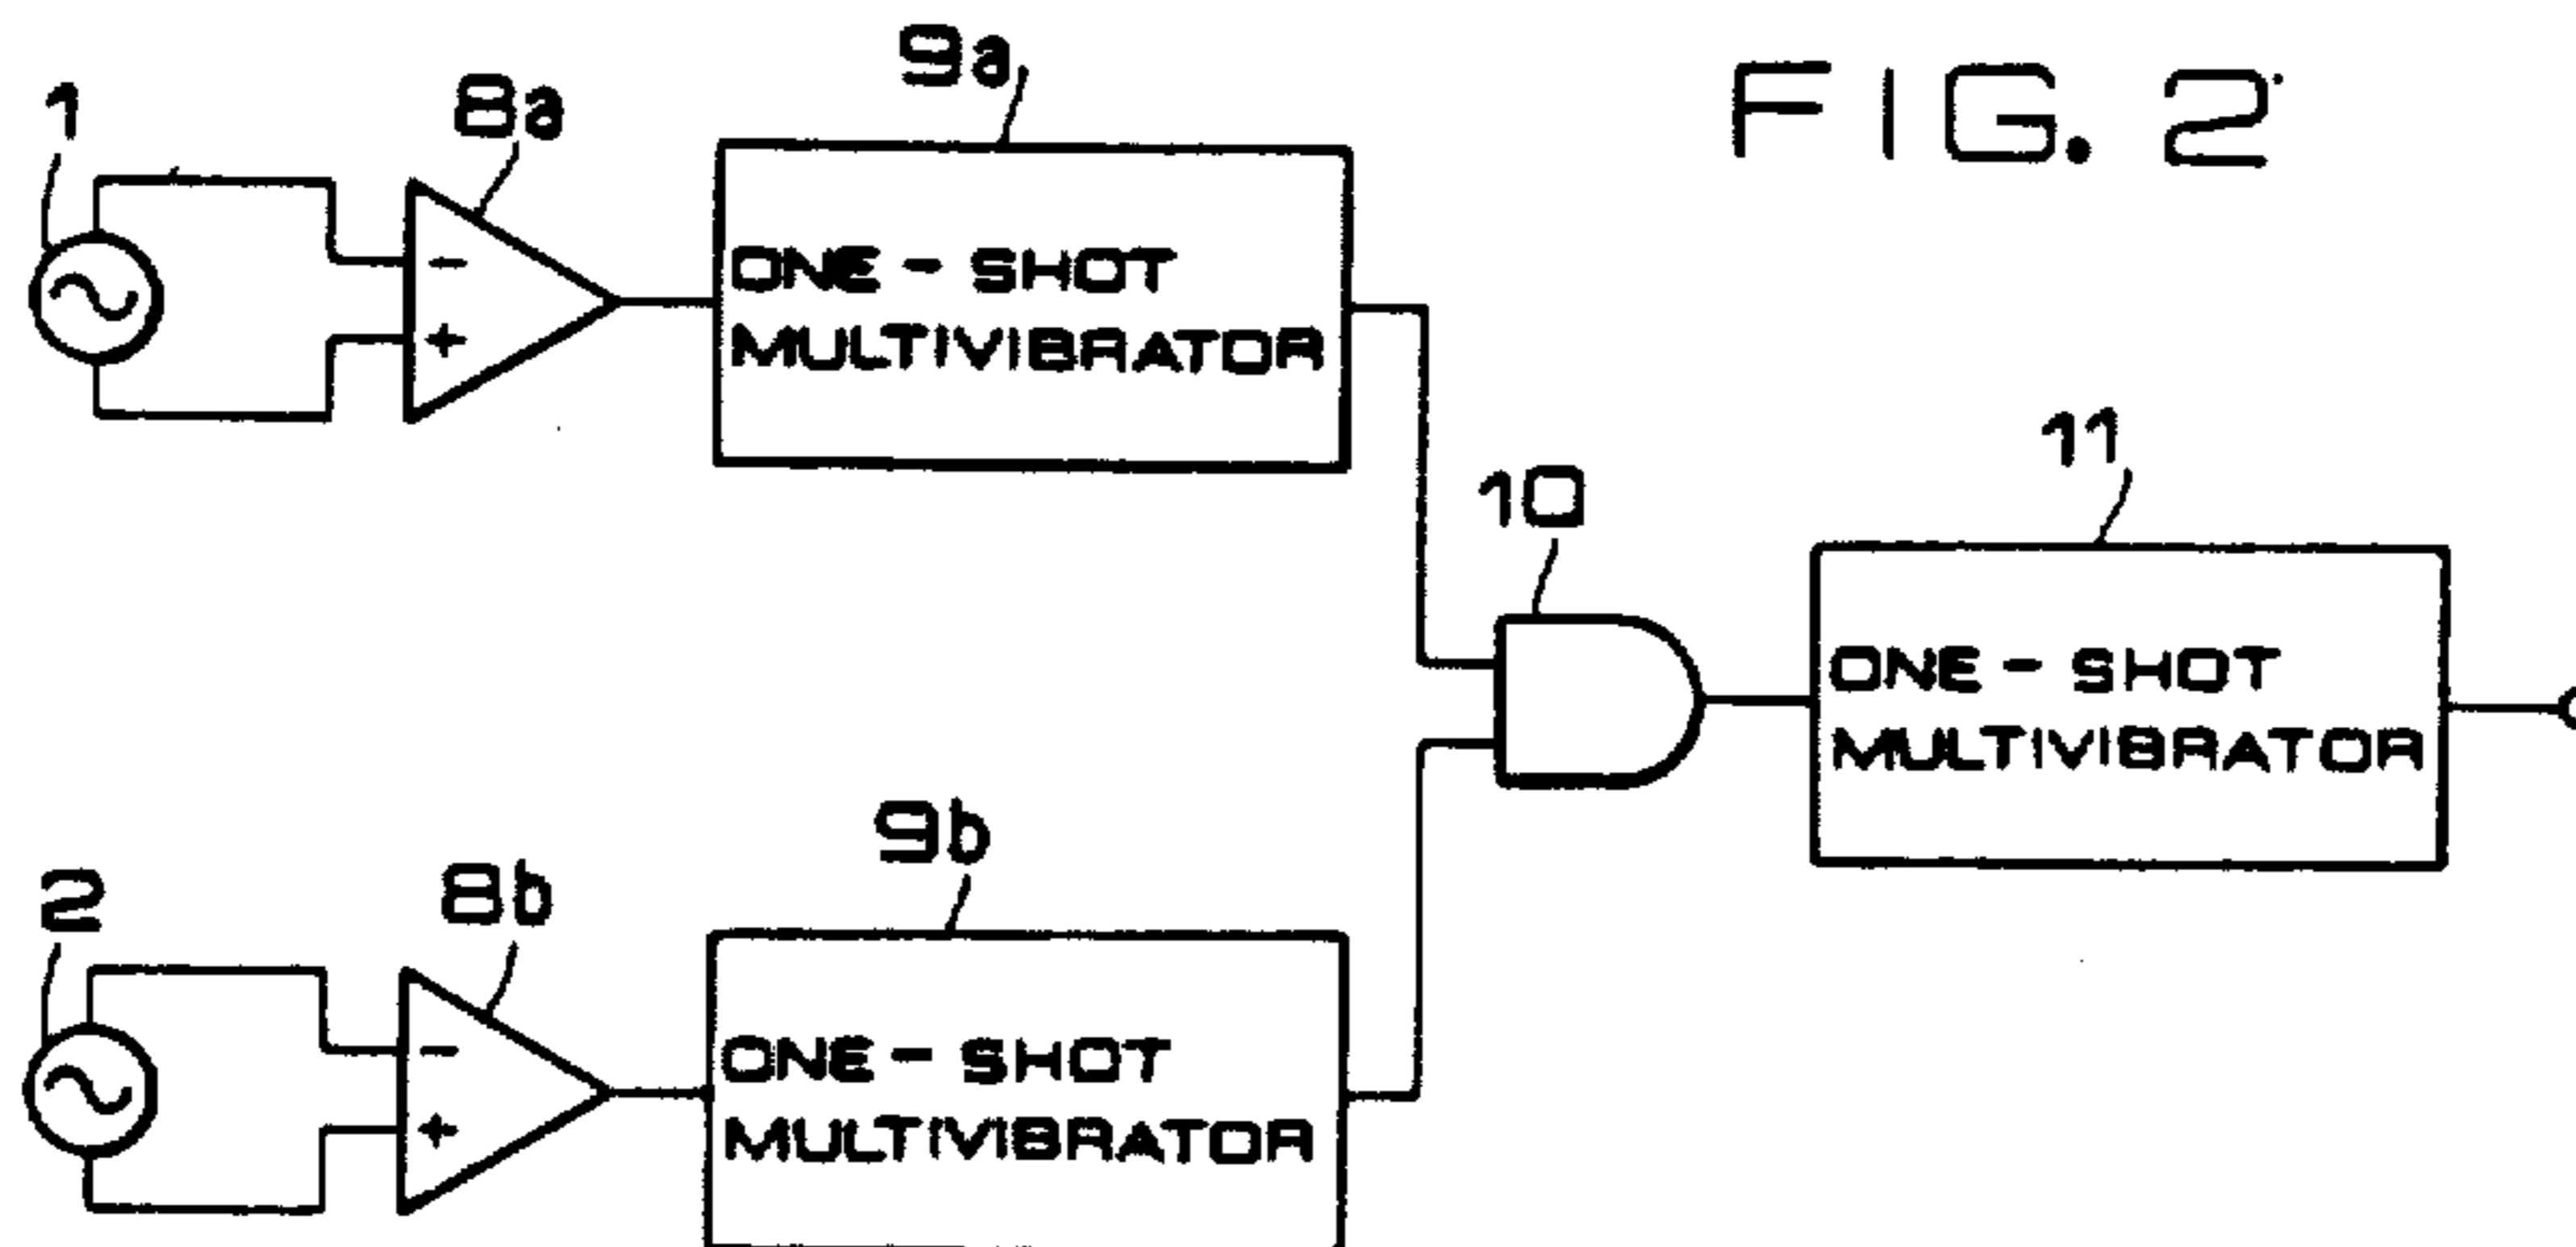 FIG. 2
1
8a
9a
-
+
ONE - SHOT
MULTIVIBRATOR
10
11
ONE - SHOT
MULTIVIBRATOR
2
8b
9b
-
+
ONE - SHOT
MULTIVIBRATOR